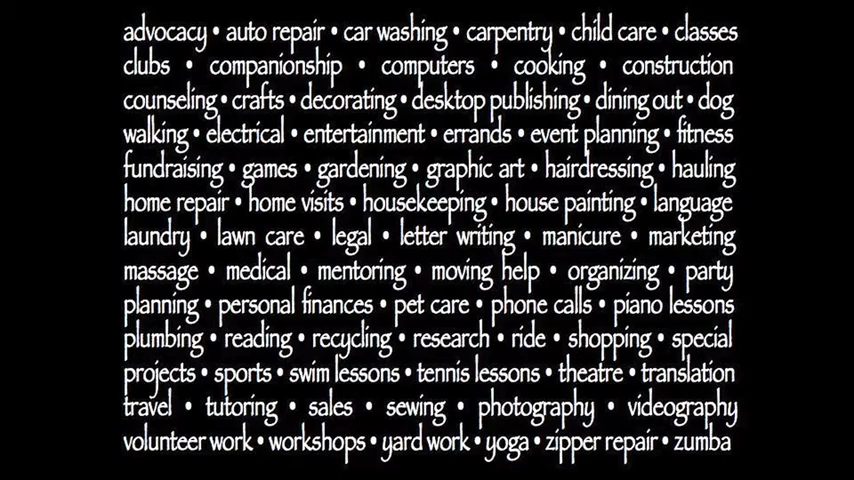 advocacy • auto repair • car washing • carpentry • child care • classes
clubs • companionship • computers • cooking • construction
counseling • crafts • decorating • desktop publishing • dining out • dog
walking • electrical • entertainment • errands • event planning • fitness
fundraising • games • gardening • graphic art • hairdressing • hauling
home repair • home visits • housekeeping • house painting • language
laundry • lawn care • legal • letter writing • manicure • marketing
massage • medical • mentoring • moving help • organizing • party
planning • personal finances • pet care • phone calls • piano lessons
plumbing • reading • recycling • research • ride • shopping • special
projects • sports • swim lessons • tennis lessons • theatre • translation
travel • tutoring • sales • sewing • photography • videography
volunteer work • workshops • yard work • yoga • zipper repair • zumba